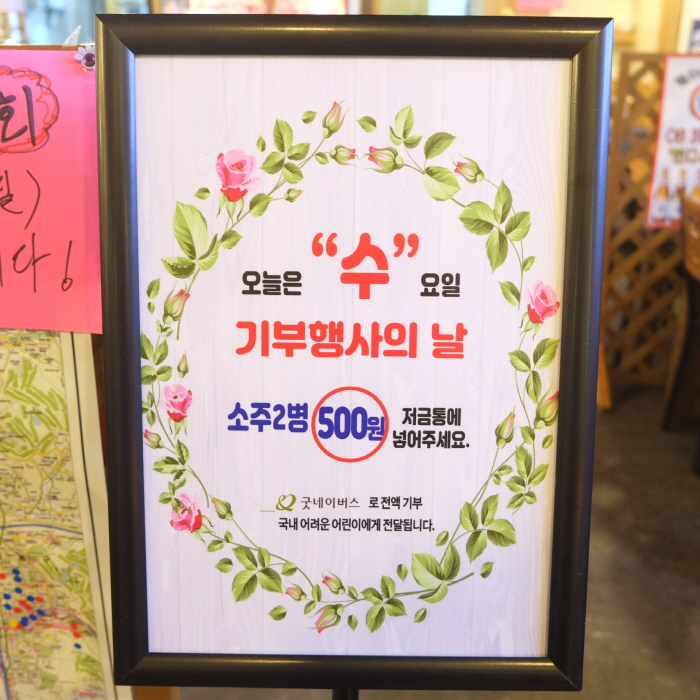 오늘은 “수” 요일
기부행사의 날
소주2병 500원 저금통에
넣어주세요.
굿네이버스 로 전액 기부
국내 어려운 어린이에게 전달됩니다.
회